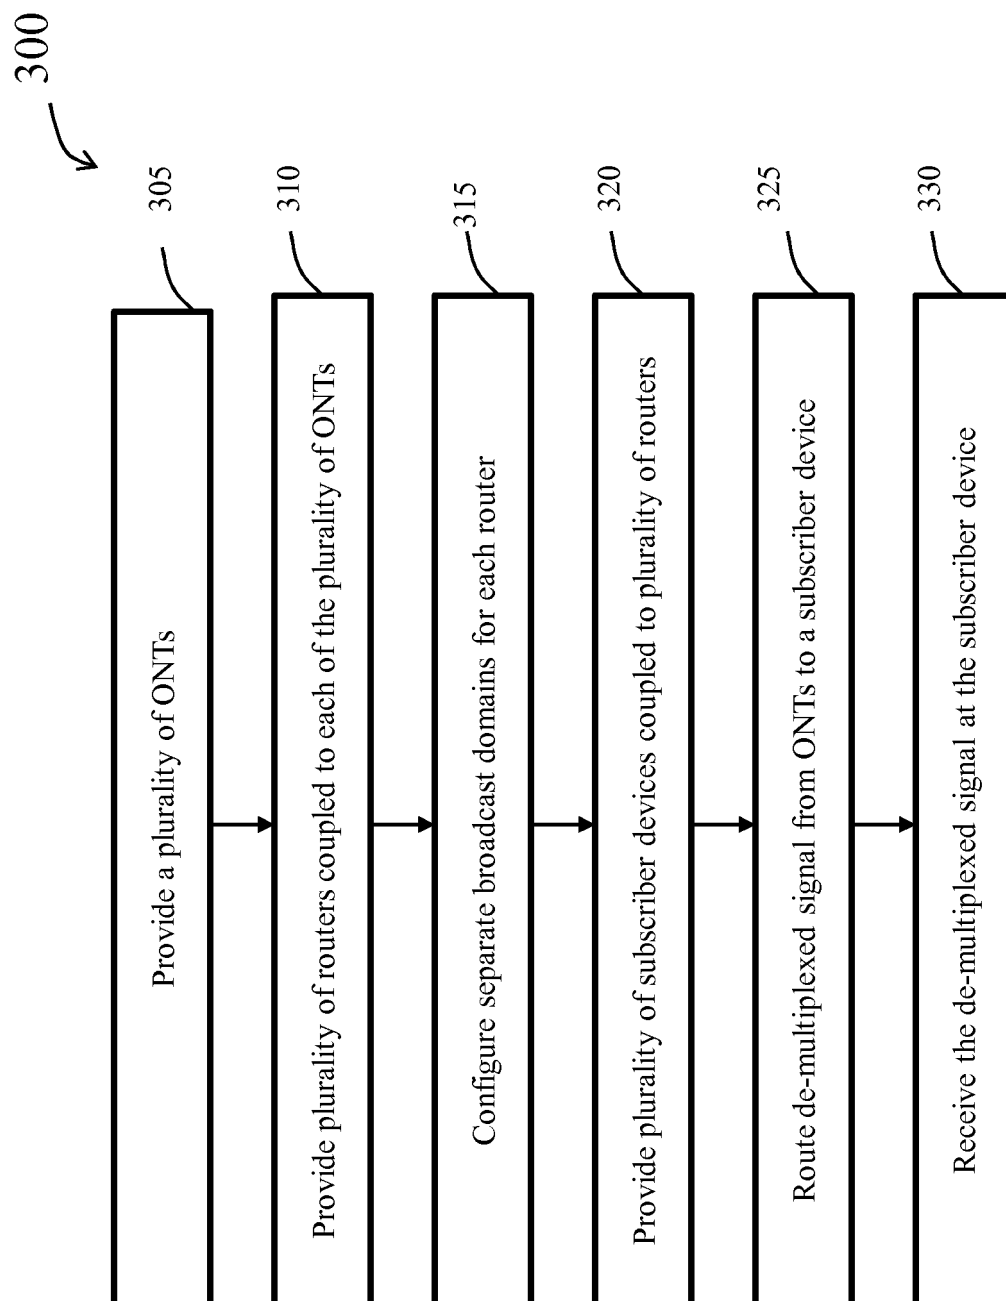 300
305
Provide a plurality of ONTs
310
Provide plurality of routers coupled to each of the plurality of ONTs
315
Configure separate broadcast domains for each router
320
Provide plurality of subscriber devices coupled to plurality of routers
325
Route de-multiplexed signal from ONTs to a subscriber device
330
Receive the de-multiplexed signal at the subscriber device